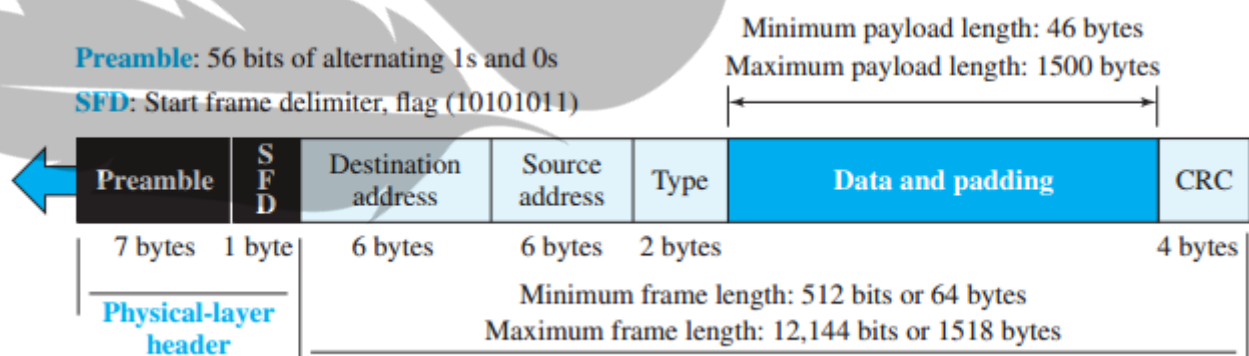 Minimum payload length: 46 bytes
Preamble: 56 bits of alternating 1s and 0s
Maximum payload length: 1500 bytes
SFD: Start frame delimiter, flag (10101011)
Preamble
S
F
D
Destination
address
Source
address
Type
Data and padding
CRC
7 bytes 1 byte 6 bytes 6 bytes 2 bytes 4 bytes
Physical-layer
header
Minimum frame length: 512 bits or 64 bytes
Maximum frame length: 12,144 bits or 1518 bytes